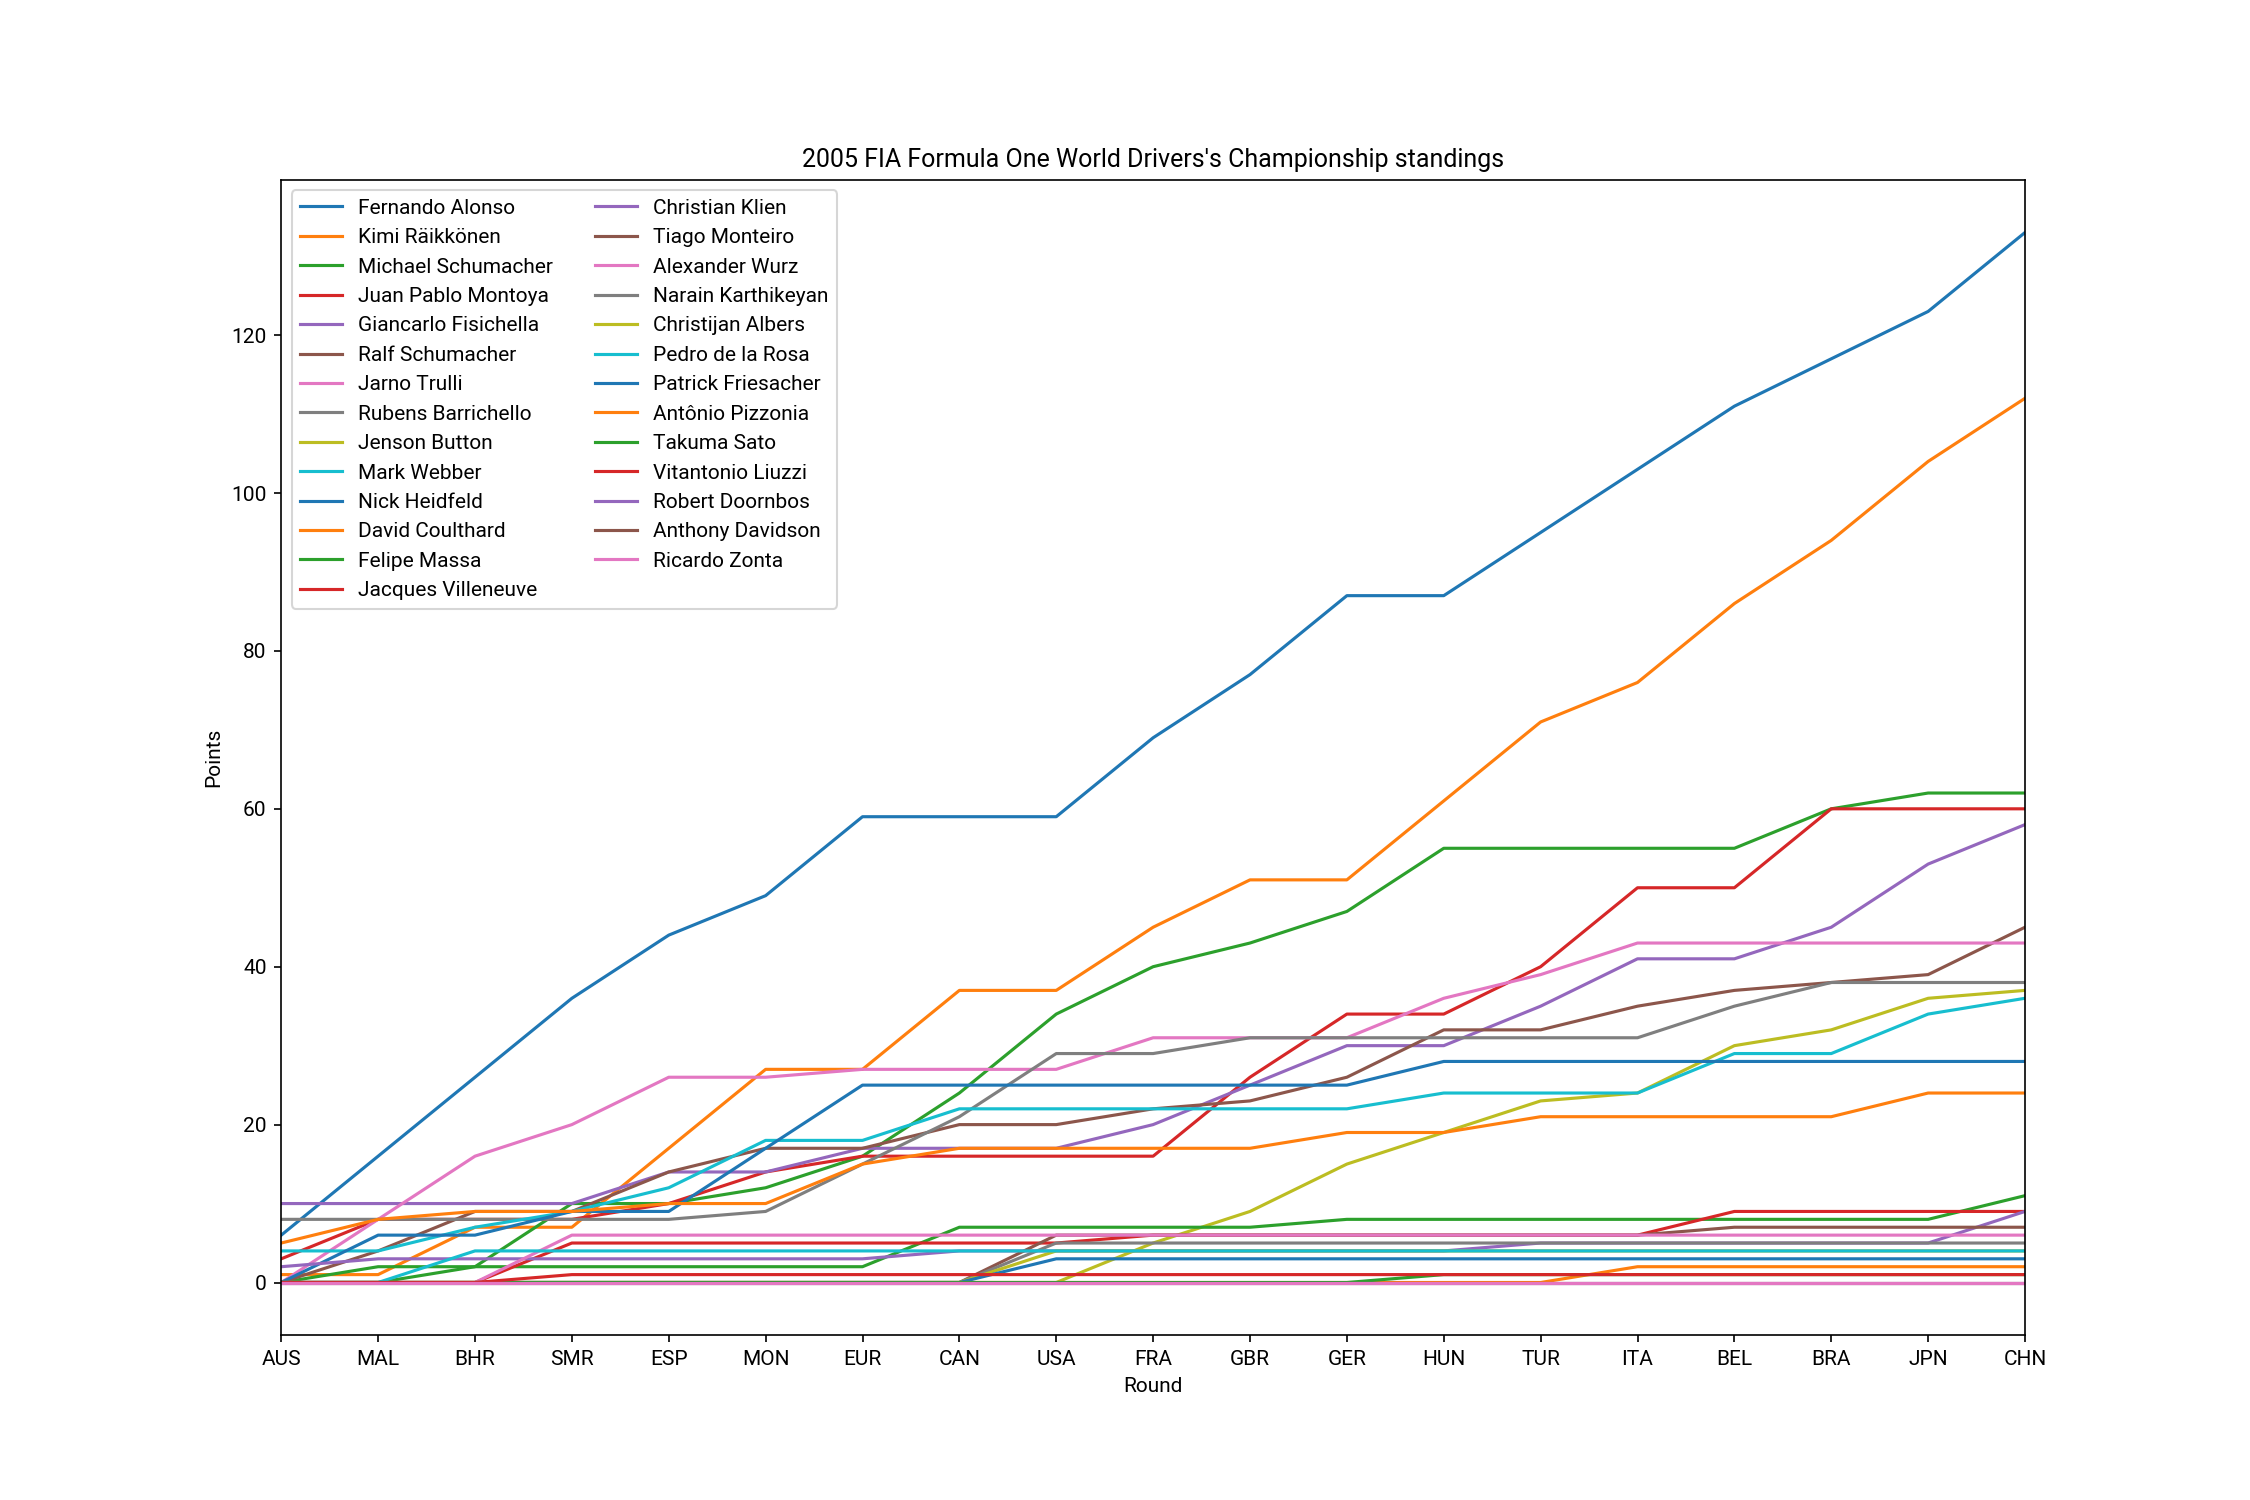 2005 FIA Formula One World Drivers's Championship standings
Fernando Alonso
Kimi Räikkönen
Michael Schumacher
Juan Pablo Montoya
Giancarlo Fisichella
Ralf Schumacher
Jarno Trulli
Rubens Barrichello
Jenson Button
Mark Webber
Nick Heidfeld
David Coulthard
Felipe Massa
Jacques Villeneuve
Christian Klien
Tiago Monteiro
Alexander Wurz
Narain Karthikeyan
Christijan Albers
Pedro de la Rosa
Patrick Friesacher
Antônio Pizzonia
Takuma Sato
Vitantonio Liuzzi
Robert Doornbos
Anthony Davidson
Ricardo Zonta
120
100
80
60
40
20
0
Points
AUS MAL BHR SMR ESP MON EUR CAN USA FRA GBR GER HUN TUR ITA BEL BRA JPN CHN
Round